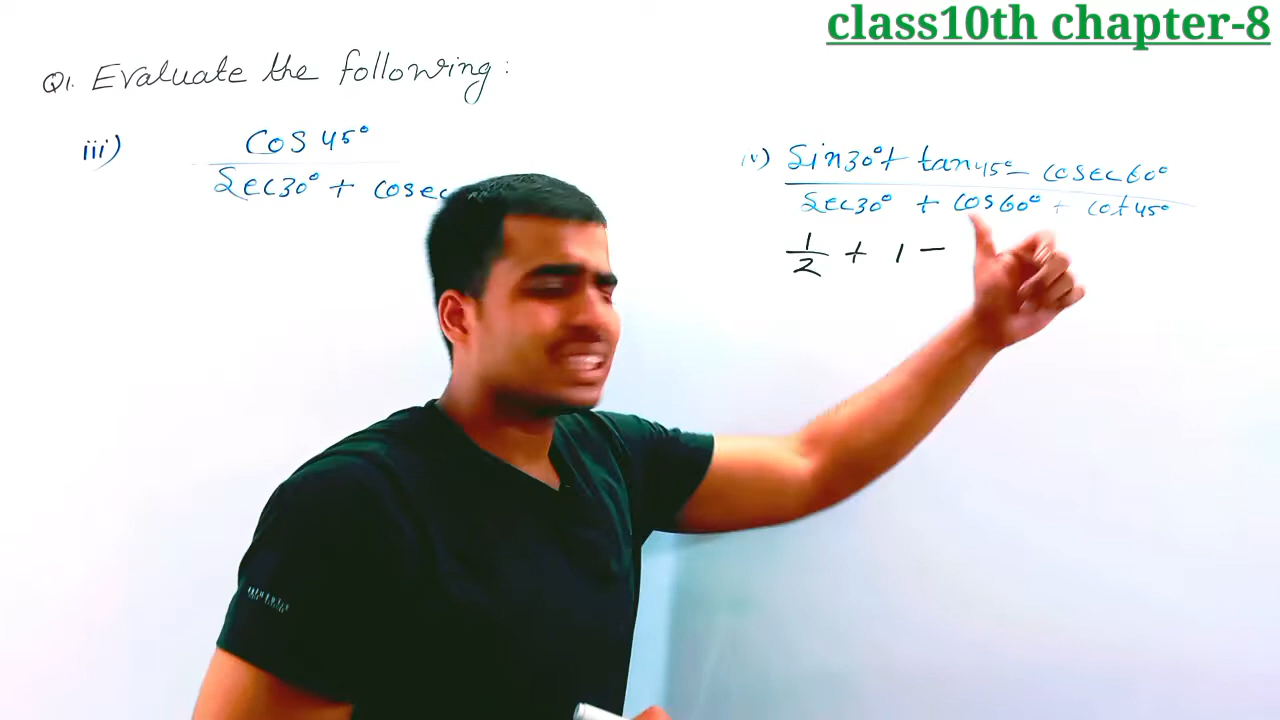 class10th chapter-8
Q1. Evaluate the following:
iii) Cos 45°
Sec30° + cosec
iv) Sin30°+ tan45°- cosec60°
Sec30° + cos60° + cot45°
1/2 + 1 -